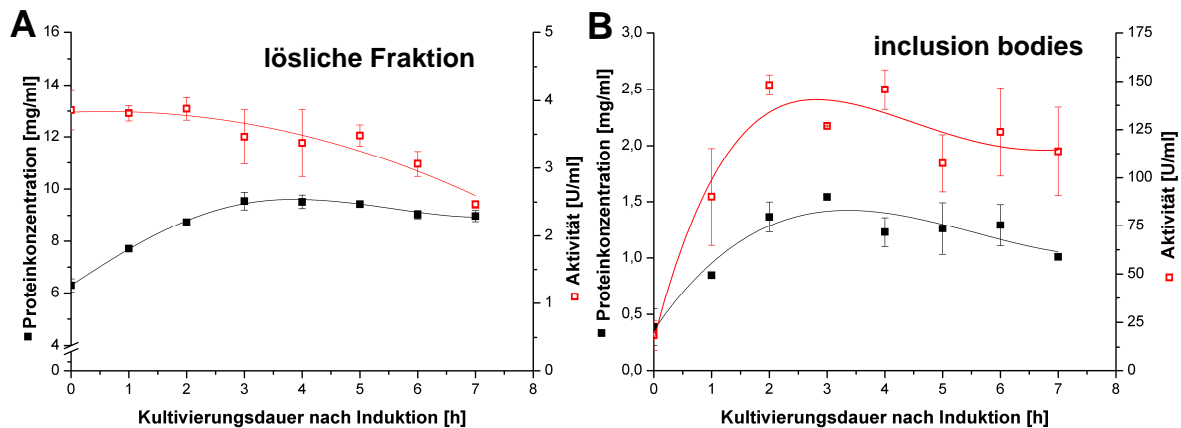 A
lösliche Fraktion
Proteinkonzentration [mg/ml]
16
14
12
10
8
6
4
0
5
4
3
2
1
0
Aktivität [U/ml]
0 1 2 3 4 5 6 7 8
Kultivierungsdauer nach Induktion [h]
B
inclusion bodies
Proteinkonzentration [mg/ml]
3,0
2,5
2,0
1,5
1,0
0,5
0,0
175
150
125
100
75
50
25
0
Aktivität [U/ml]
0 1 2 3 4 5 6 7 8
Kultivierungsdauer nach Induktion [h]